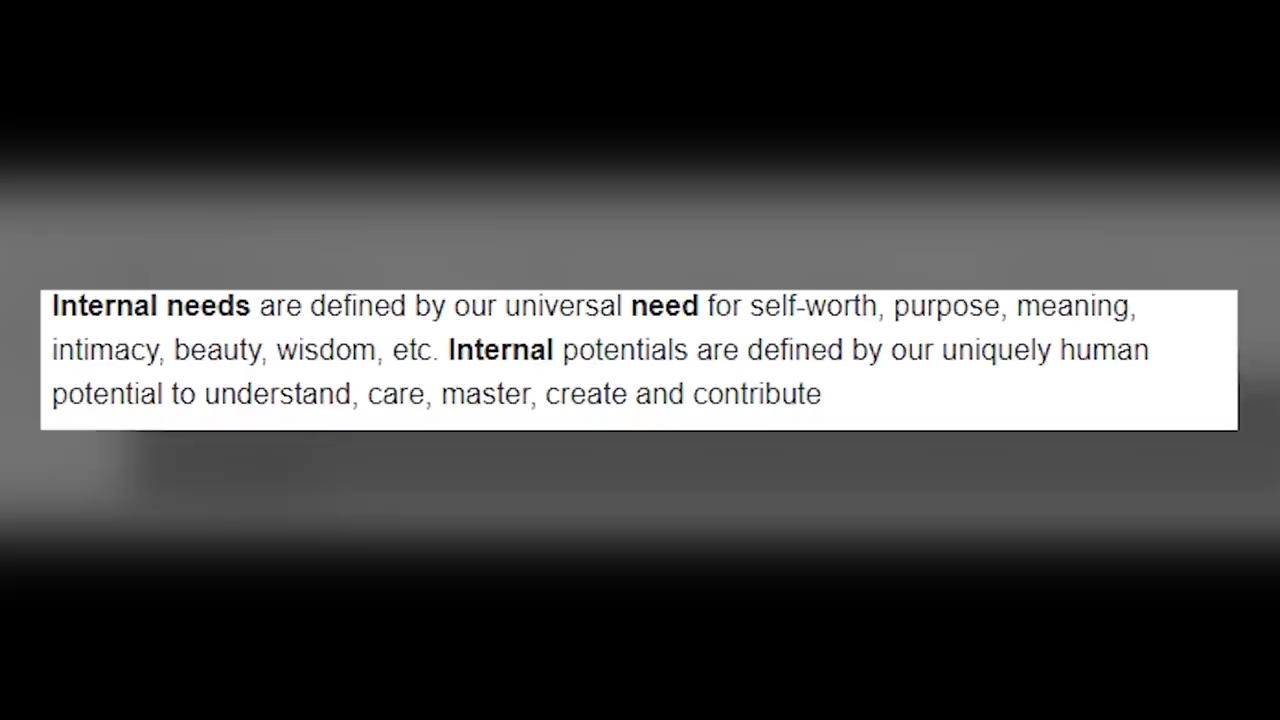 Internal needs are defined by our universal need for self-worth, purpose, meaning,
intimacy, beauty, wisdom, etc. Internal potentials are defined by our uniquely human
potential to understand, care, master, create and contribute